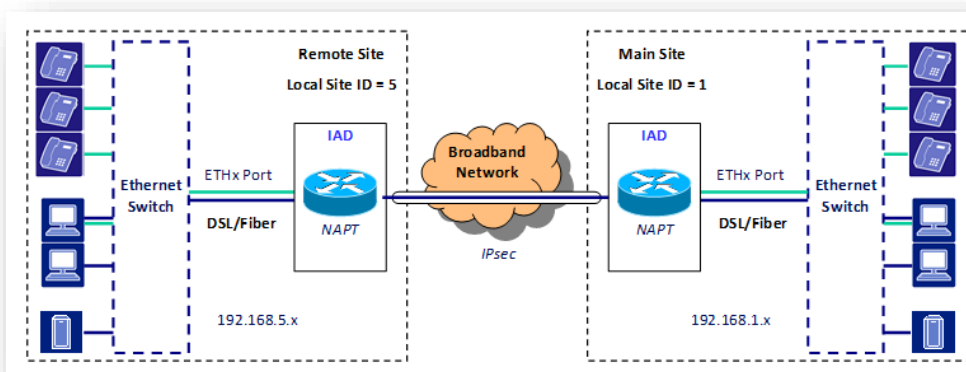 Remote Site
Local Site ID = 5
IAD
NAPT
Ethernet
Switch
ETHx Port
DSL/Fiber
192.168.5.x
Broadband
Network
IPsec
Main Site
Local Site ID = 1
IAD
NAPT
ETHx Port
DSL/Fiber
Ethernet
Switch
192.168.1.x